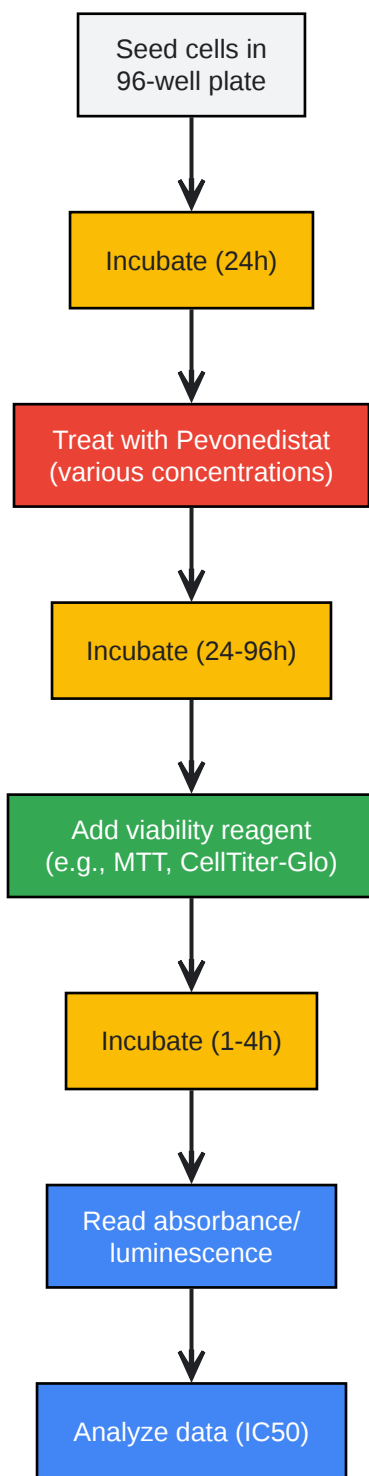 Seed cells in
96-well plate
Incubate (24h)
Treat with Pevonedistat
(various concentrations)
Incubate (24-96h)
Add viability reagent
(e.g., MTT, CellTiter-Glo)
Incubate (1-4h)
Read absorbance/
luminescence
Analyze data (IC50)